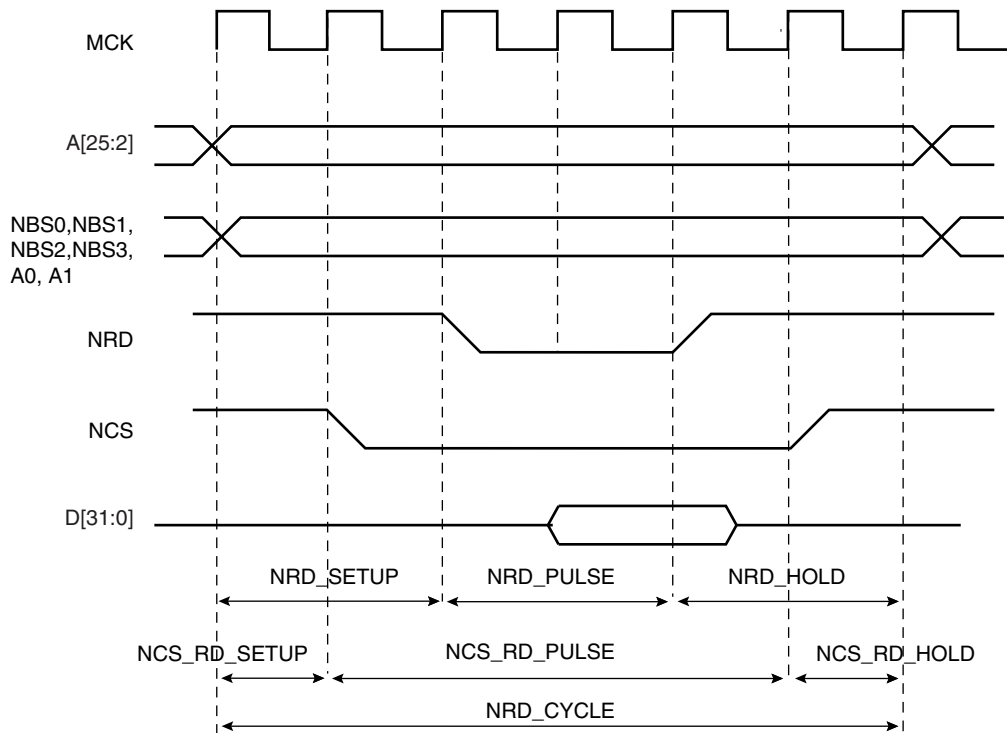 MCK
A[25:2]
NBS0,NBS1,
NBS2,NBS3,
A0, A1
NRD
NCS
D[31:0]
NRD_SETUP
NRD_PULSE
NRD_HOLD
NCS_RD_SETUP
NCS_RD_PULSE
NCS_RD_HOLD
NRD_CYCLE